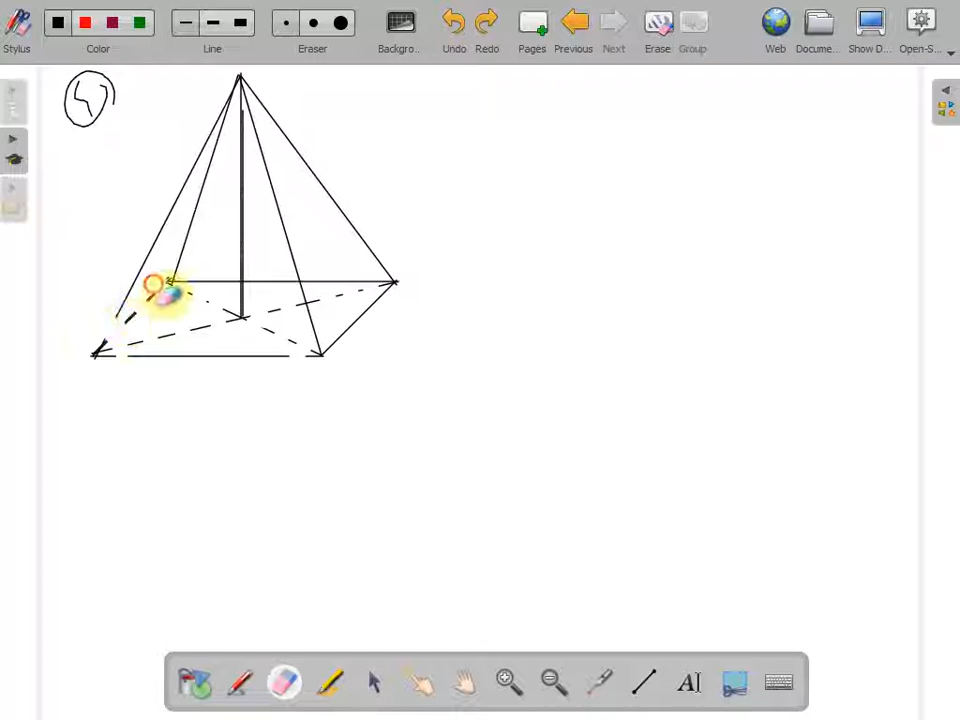 Stylus
Color
Line
Eraser
Backgro...
Undo
Redo
Pages
Previous
Next
Erase
Group
Web
Docume...
Show D...
Open-S...
A